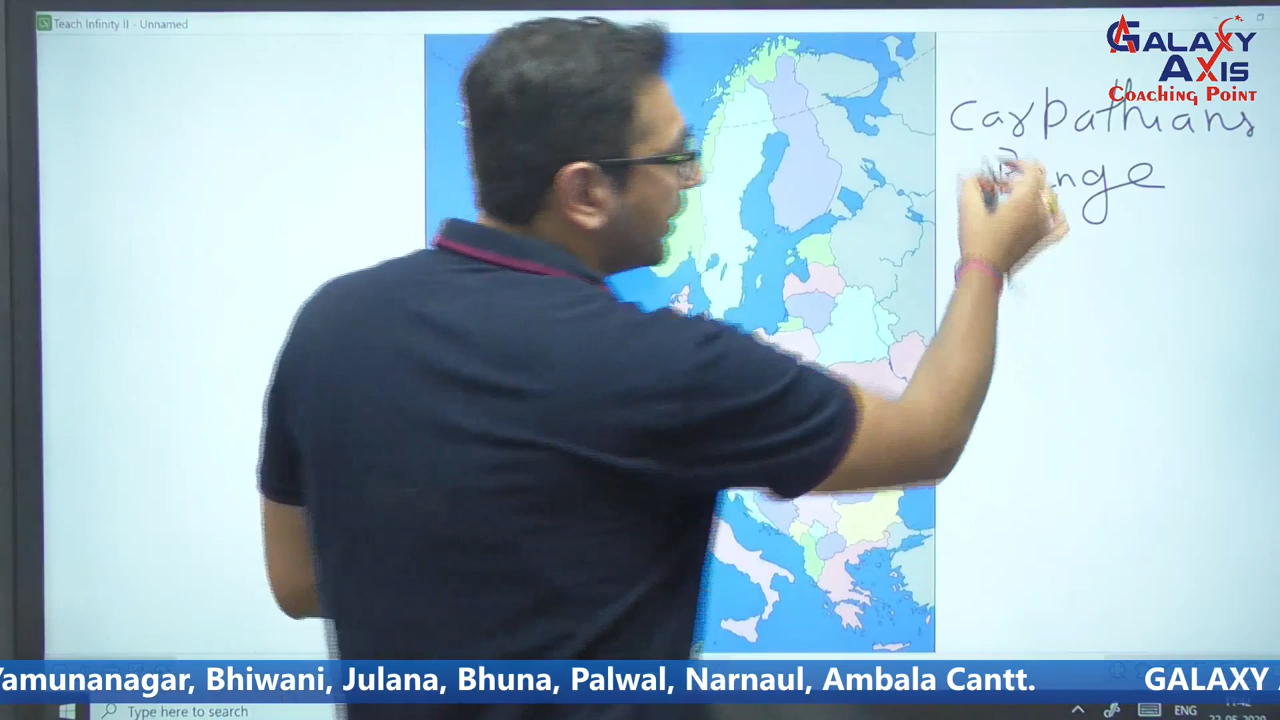 Teach Infinity II - Unnamed
GALAXY
AXIS
COACHING POINT
Carpathians
Yamunanagar, Bhiwani, Julana, Bhuna, Palwal, Narnaul, Ambala Cantt. GALAXY
Type here to search
ENG